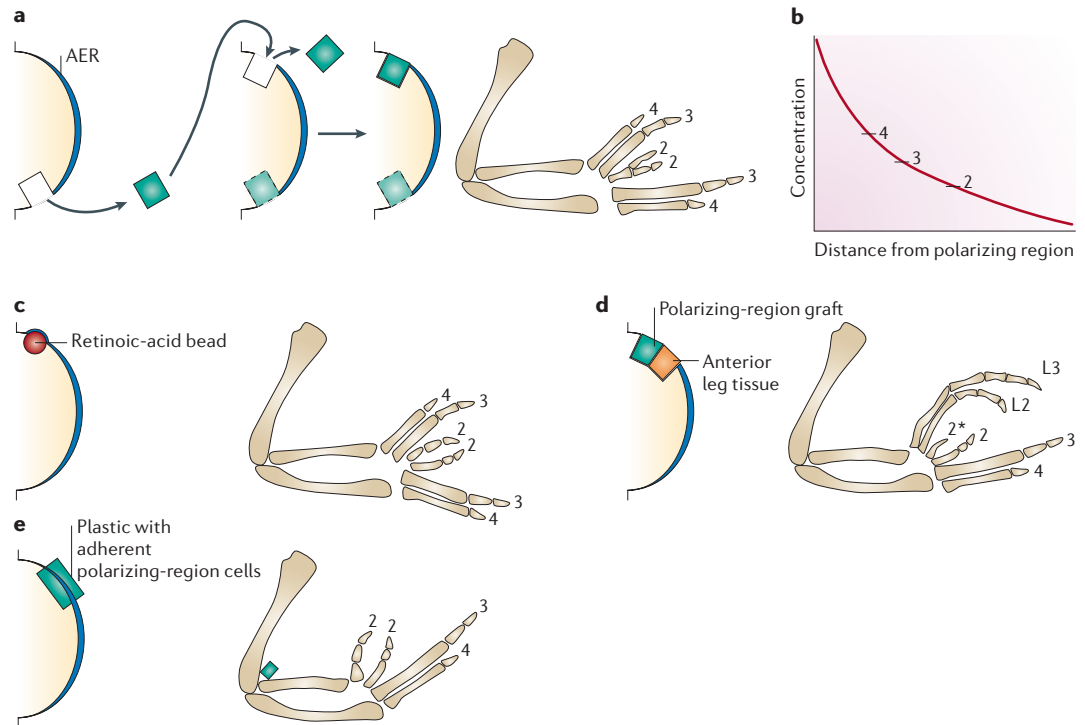 a
AER
4
3
2
2
3
4
b
Concentration
4
3
2
Distance from polarizing region
c
Retinoic-acid bead
4
3
2
2
3
4
d
Polarizing-region graft
Anterior
leg tissue
L3
L2
2*
2
3
4
e
Plastic with
adherent
polarizing-region cells
2
2
3
4